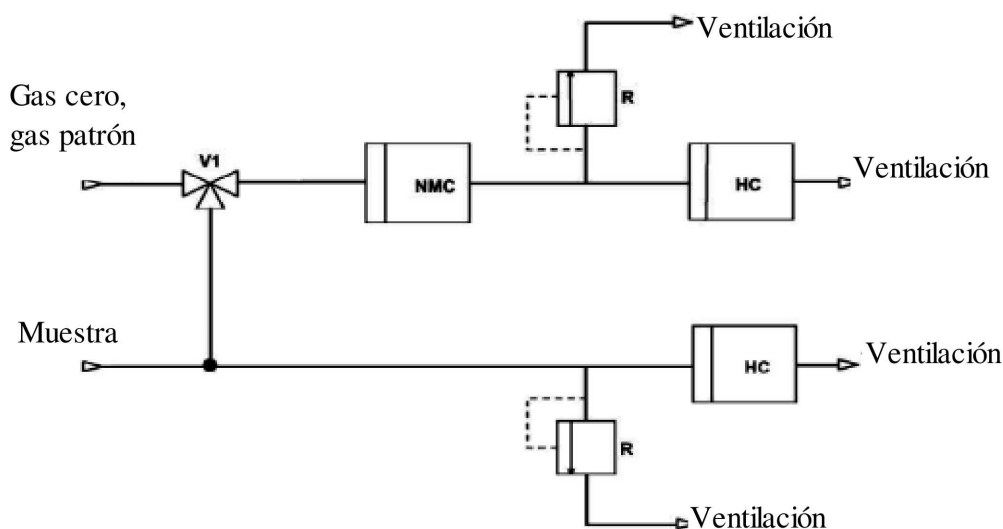 Ventilación
R
Gas cero,
gas patrón
V1
NMC
HC
Ventilación
Muestra
HC
Ventilación
R
Ventilación